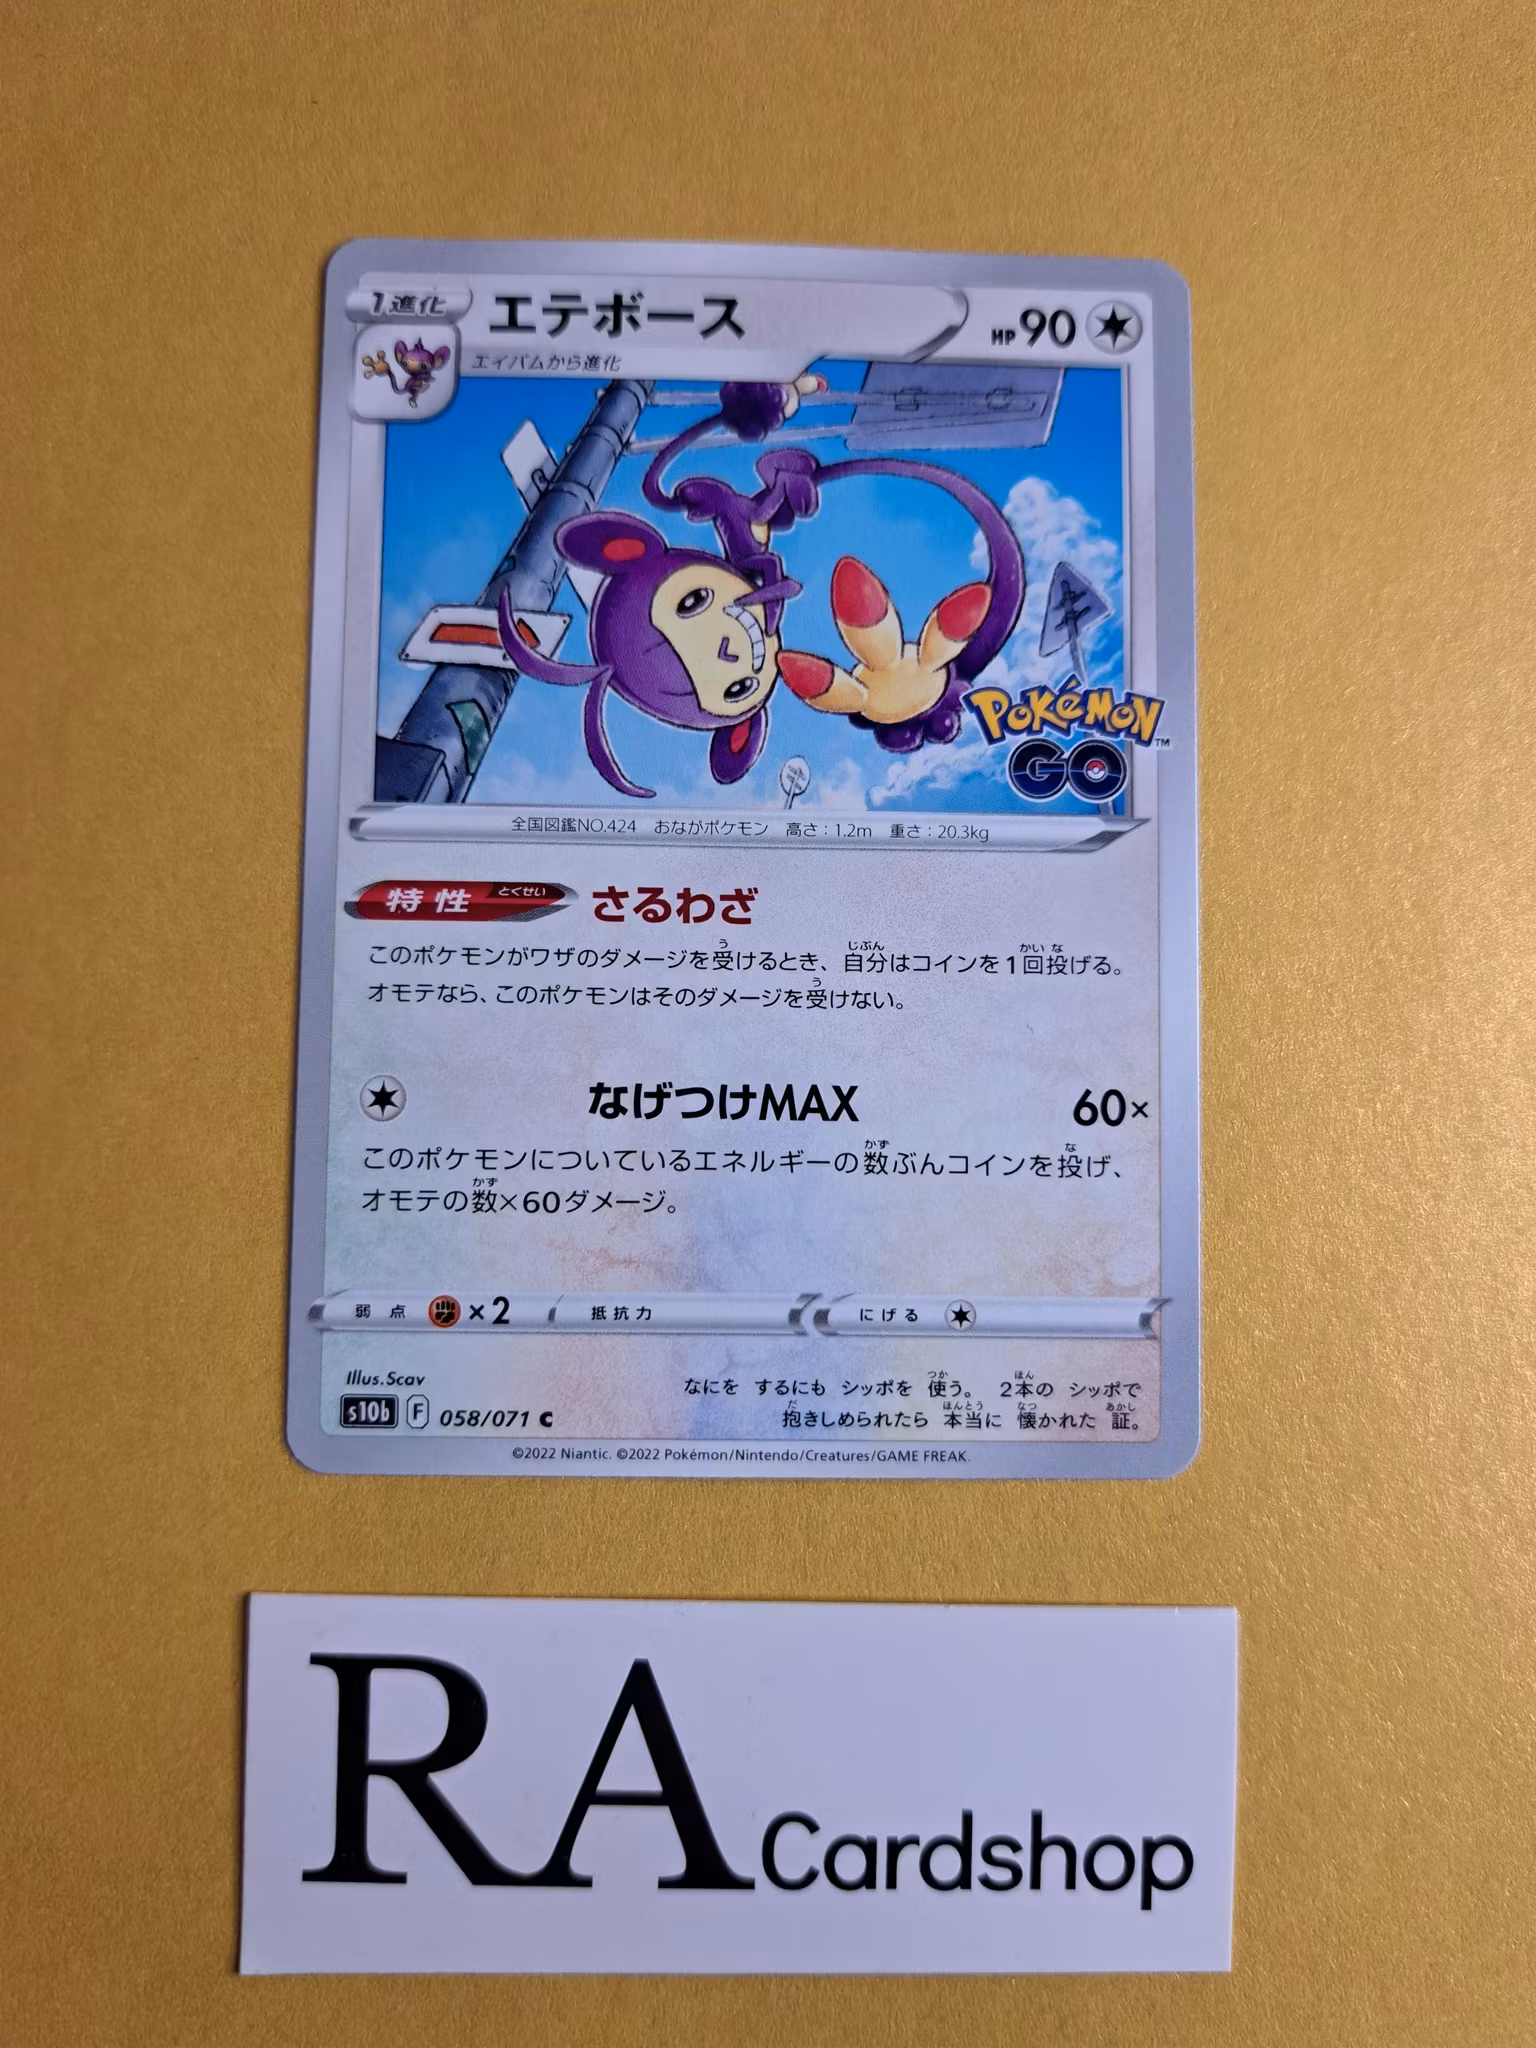 1進化
エテボース
HP 90
エイパムから進化
POKÉMON™
GO
全国図鑑NO.424 おながポケモン 高さ:1.2m 重さ:20.3kg
特性 とくせい さるわざ
このポケモンがワザのダメージを受けるとき、自分はコインを1回投げる。
オモテなら、このポケモンはそのダメージを受けない。
なげつけMAX 60×
このポケモンについているエネルギーの数ぶんコインを投げ、
オモテの数×60ダメージ。
弱点 ×2 抵抗力 にげる
Illus.Scav
なにを するにも シッポを 使う。 2本の シッポで
s10b F 058/071 C
抱きしめられたら 本当に 懐かれた 証。
©2022 Niantic. ©2022 Pokémon/Nintendo/Creatures/GAME FREAK.
RA Cardshop